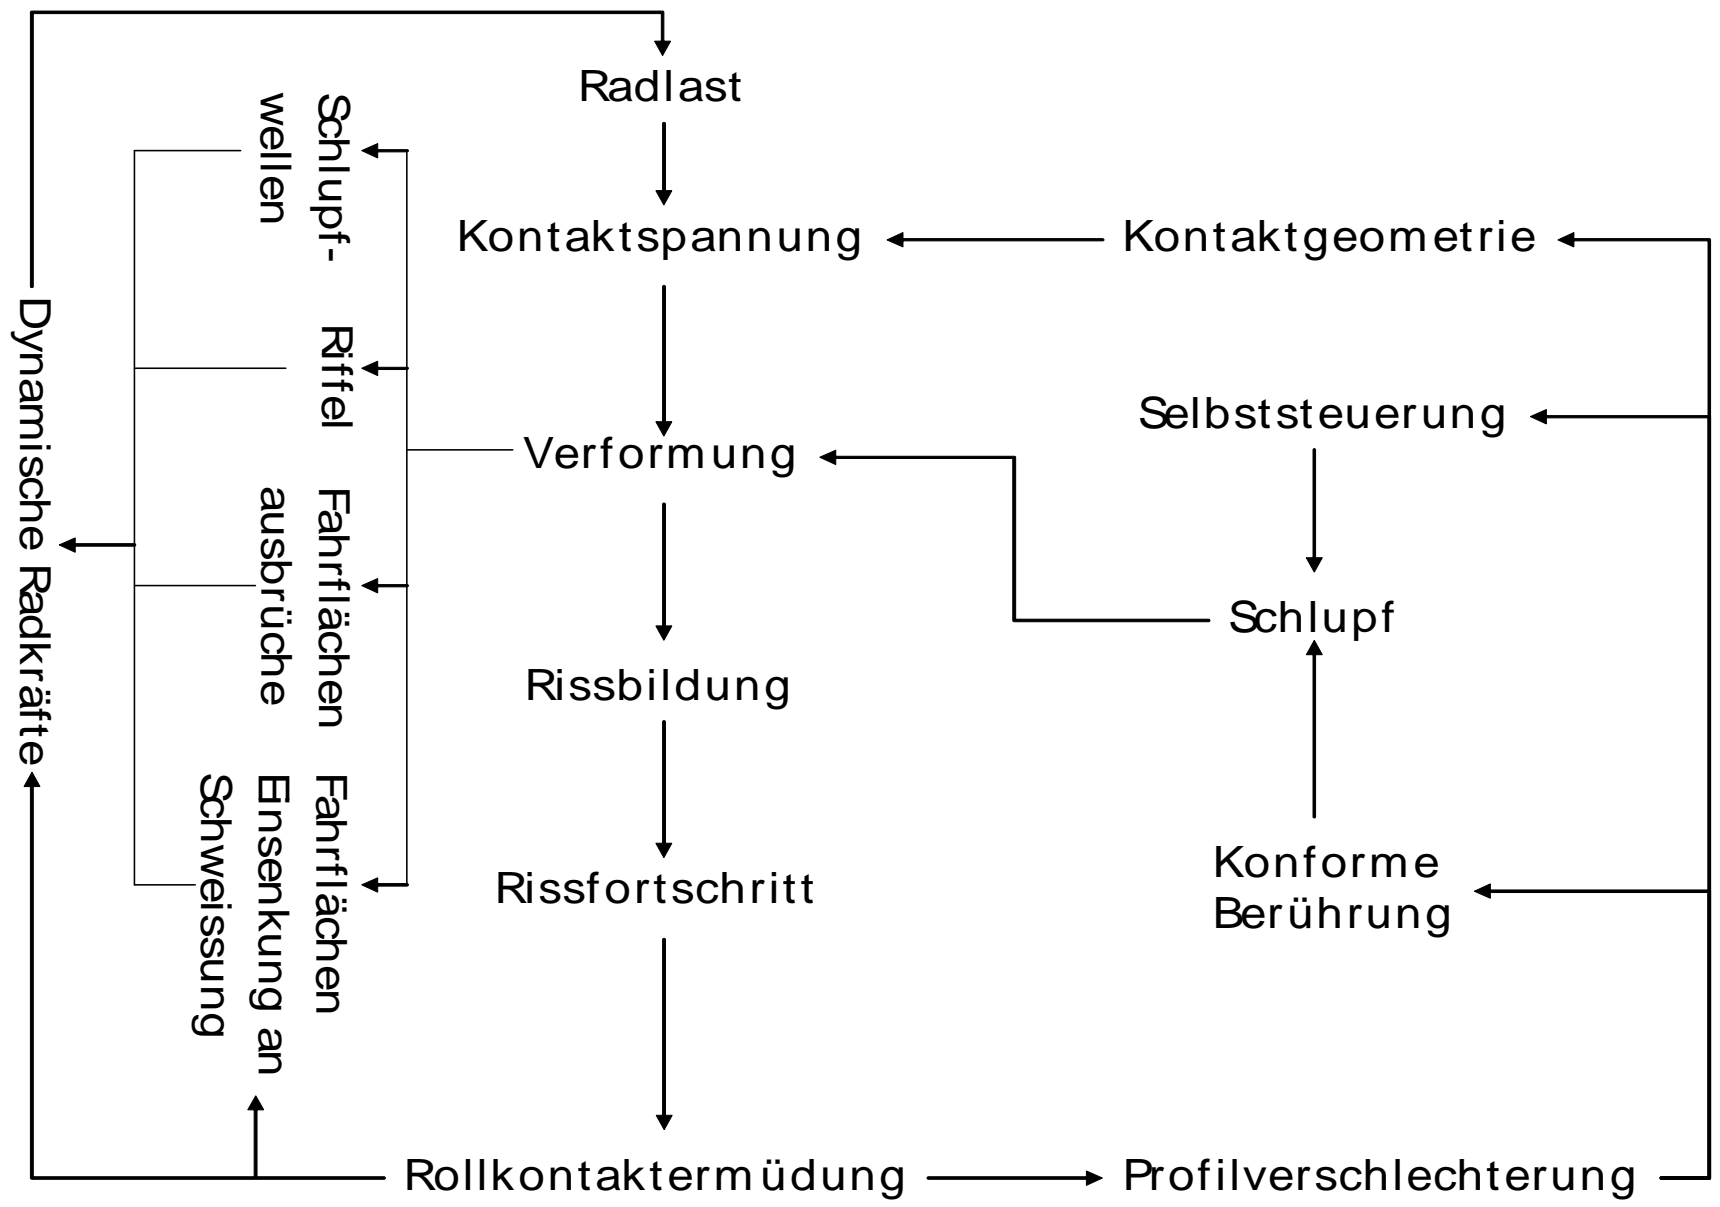 Radlast
Schlupf-
wellen
Kontaktspannung
Kontaktgeometrie
Dynamische Radkräfte
Riffel
Selbststeuerung
Verformung
Fahrflächen
ausbrüche
Schlupf
Rissbildung
Fahrflächen
Einsenkung an
Schweissung
Konforme
Berührung
Rissfortschritt
Rollkontaktermüdung
Profilverschlechterung